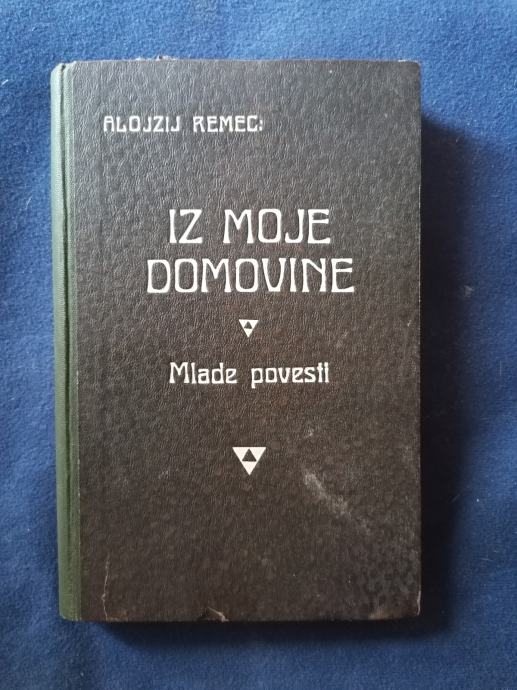 ALOJZIJ REMEC:
IZ MOJE
DOMOVINE
Mlade povesti